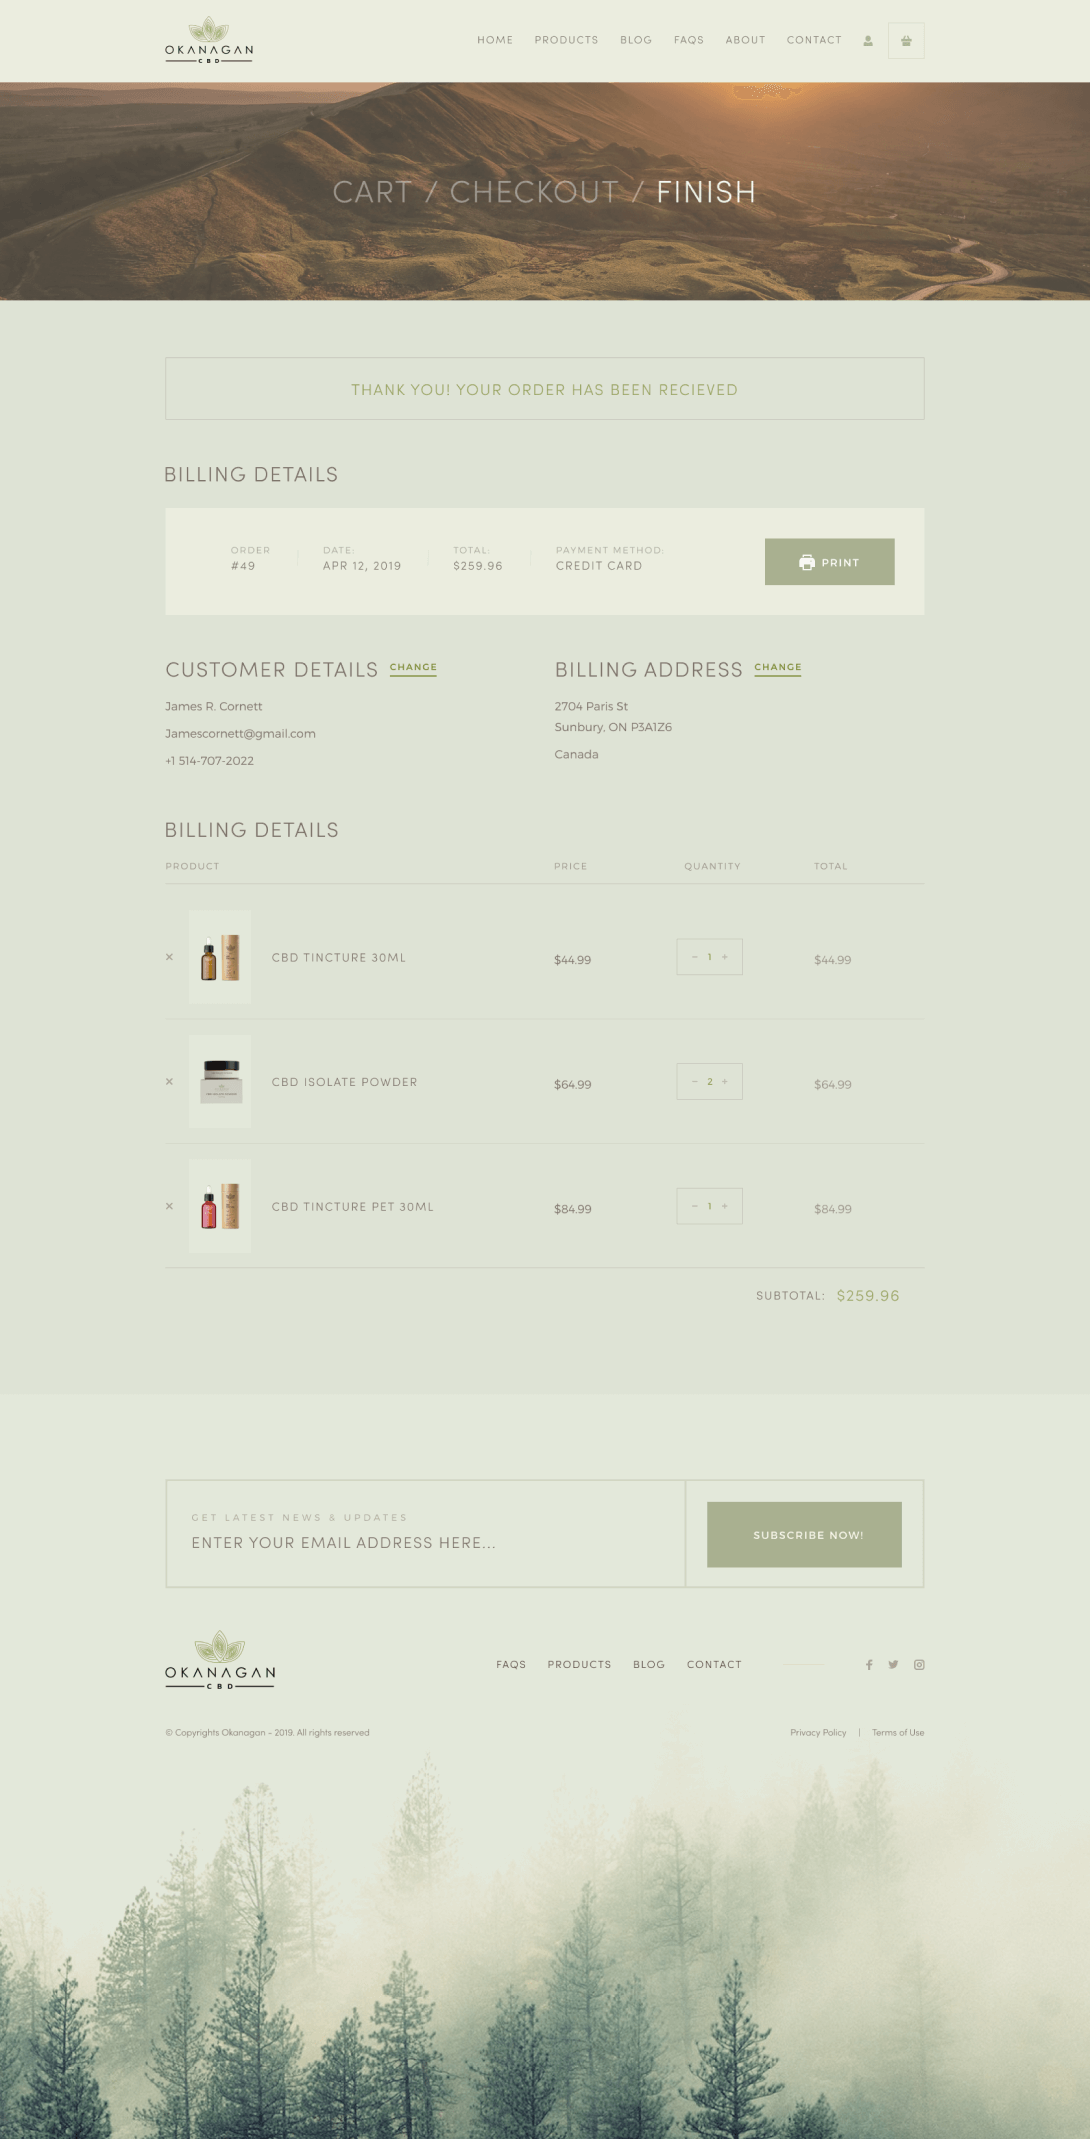 OKANAGAN
CBD
HOME PRODUCTS BLOG FAQS ABOUT CONTACT
CART / CHECKOUT / FINISH
THANK YOU! YOUR ORDER HAS BEEN RECIEVED
BILLING DETAILS
ORDER DATE: TOTAL: PAYMENT METHOD:
#49 APR 12, 2019 $259.96 CREDIT CARD
PRINT
CUSTOMER DETAILS CHANGE
James R. Cornett
Jamescornett@gmail.com
+1 514-707-2022
BILLING ADDRESS CHANGE
2704 Paris St
Sunbury, ON P3A1Z6
Canada
BILLING DETAILS
PRODUCT PRICE QUANTITY TOTAL
× CBD TINCTURE 30ML $44.99 − 1 + $44.99
× CBD ISOLATE POWDER $64.99 − 2 + $64.99
× CBD TINCTURE PET 30ML $84.99 − 1 + $84.99
SUBTOTAL: $259.96
GET LATEST NEWS & UPDATES
ENTER YOUR EMAIL ADDRESS HERE...
SUBSCRIBE NOW!
OKANAGAN
CBD
FAQS PRODUCTS BLOG CONTACT
© Copyrights Okanagan - 2019. All rights reserved
Privacy Policy | Terms of Use